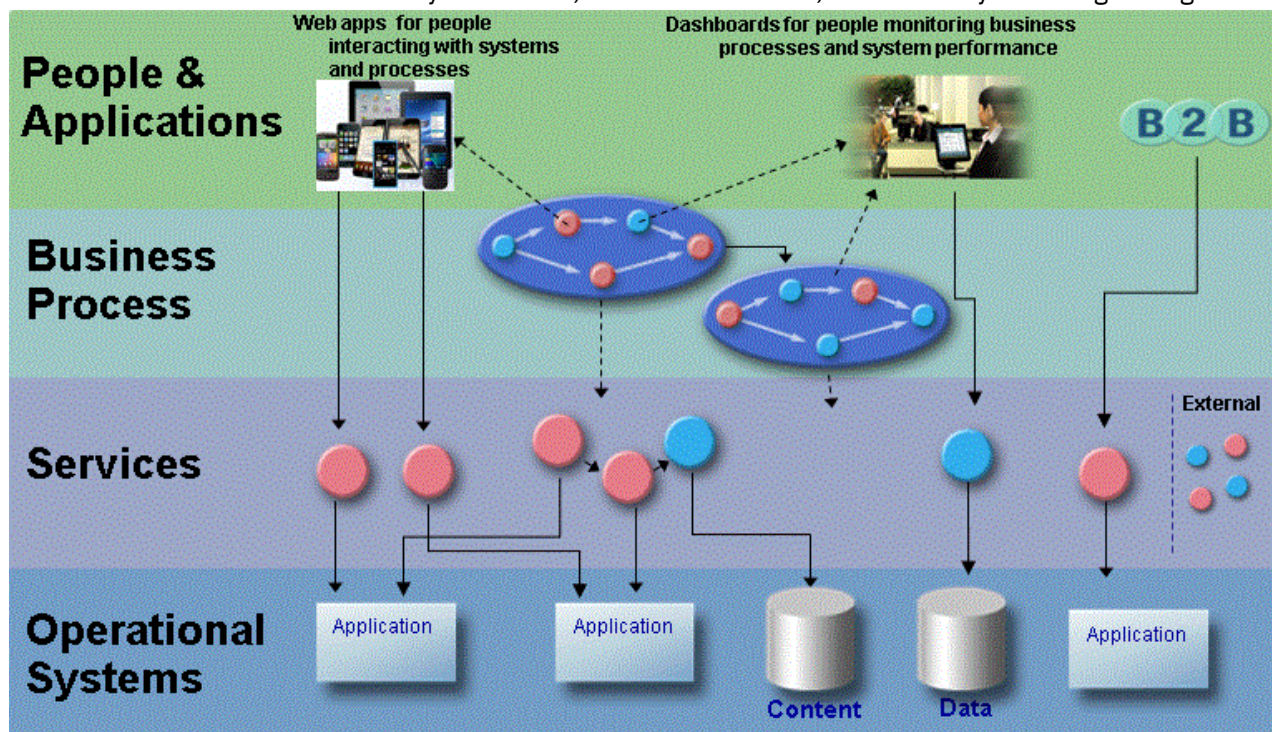 Web apps for people
interacting with systems
and processes
Dashboards for people monitoring business
processes and system performance
People &
Applications
B 2 B
Business
Process
External
Services
Operational
Systems
Application
Application
Application
Content
Data